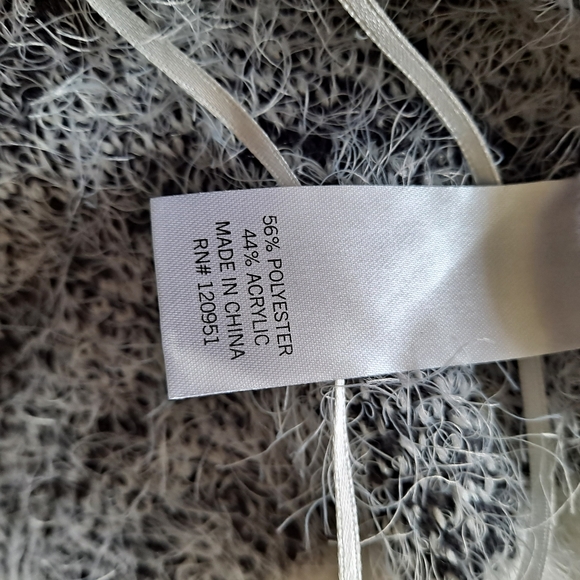 56% POLYESTER
44% ACRYLIC
MADE IN CHINA
RN# 120951